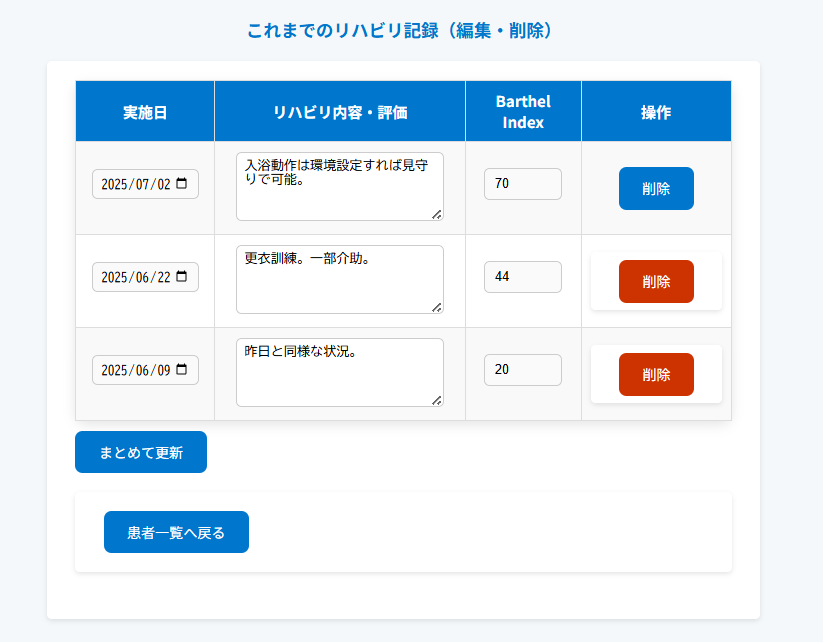 これまでのリハビリ記録（編集・削除）
実施日 リハビリ内容・評価 Barthel Index 操作
2025/07/02 入浴動作は環境設定すれば見守 70 削除
りで可能。
2025/06/22 更衣訓練。一部介助。 44 削除
2025/06/09 昨日と同様な状況。 20 削除
まとめて更新
患者一覧へ戻る